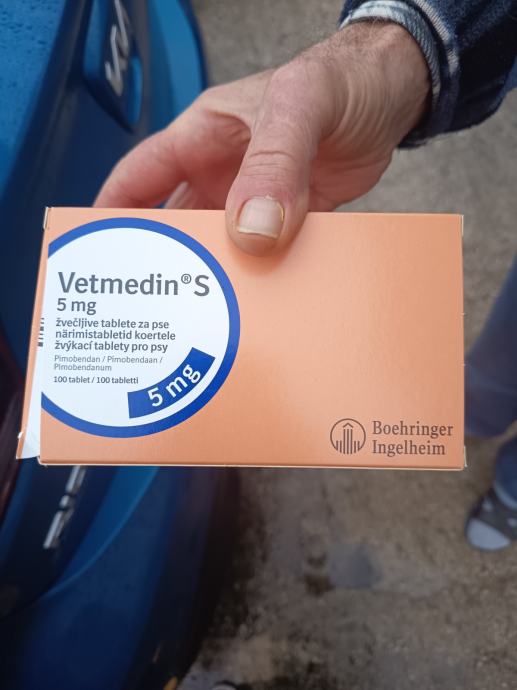 Vetmedin® S
5 mg
žvečljive tablete za pse
närimistabletid koertele
žvýkací tablety pro psy
Pimobendan / Pimobendaan /
Pimobendanum
100 tablet / 100 tabletti
5 mg
Boehringer
Ingelheim